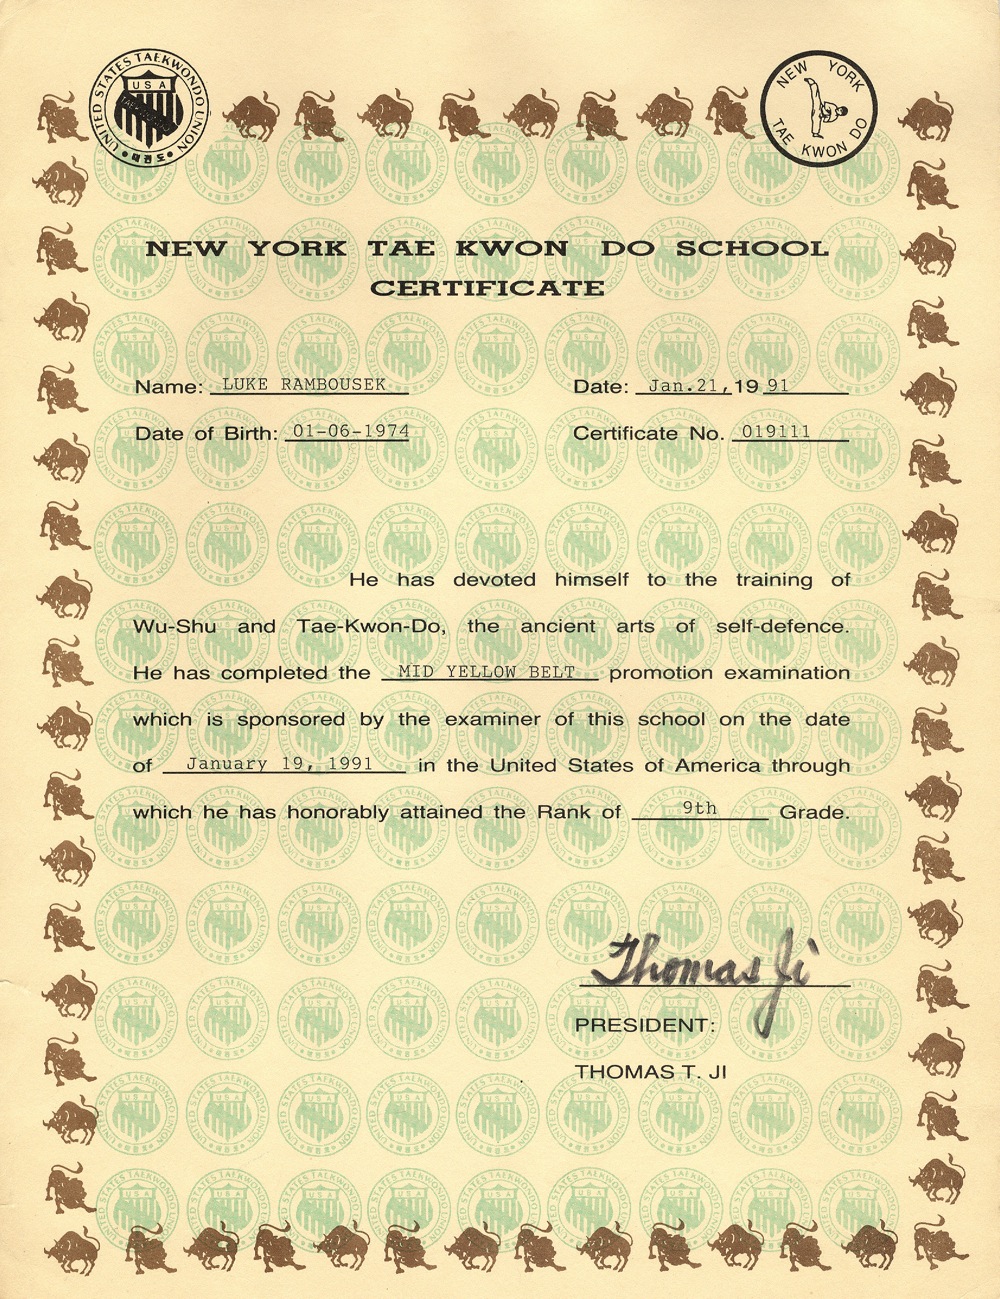 UNITED STATES TAEKWONDO UNION
USA
태권도
NEW YORK
TAE KWON DO
NEW YORK TAE KWON DO SCHOOL
CERTIFICATE
Name: LUKE RAMBOUSEK Date: Jan.21,19 91
Date of Birth: 01-06-1974 Certificate No. 019111
He has devoted himself to the training of
Wu-Shu and Tae-Kwon-Do, the ancient arts of self-defence.
He has completed the MID YELLOW BELT promotion examination
which is sponsored by the examiner of this school on the date
of January 19, 1991 in the United States of America through
which he has honorably attained the Rank of 9th Grade.
Thomas Ji
PRESIDENT:
THOMAS T. JI